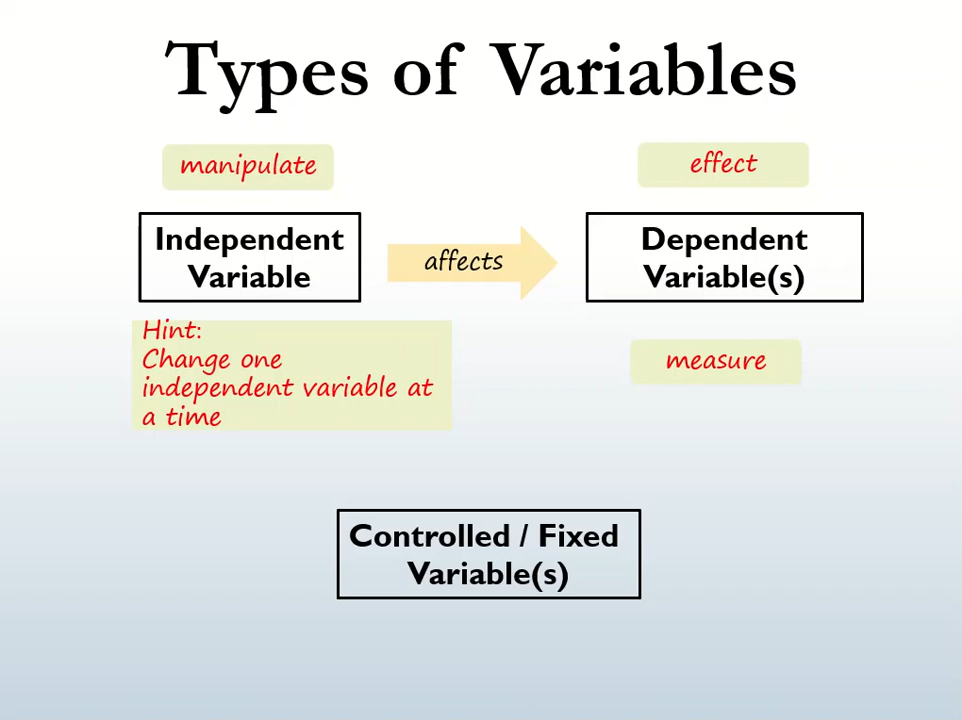 Types of Variables
manipulate
effect
Independent
Variable
affects
Dependent
Variable(s)
Hint:
Change one
independent variable at
a time
measure
Controlled / Fixed
Variable(s)